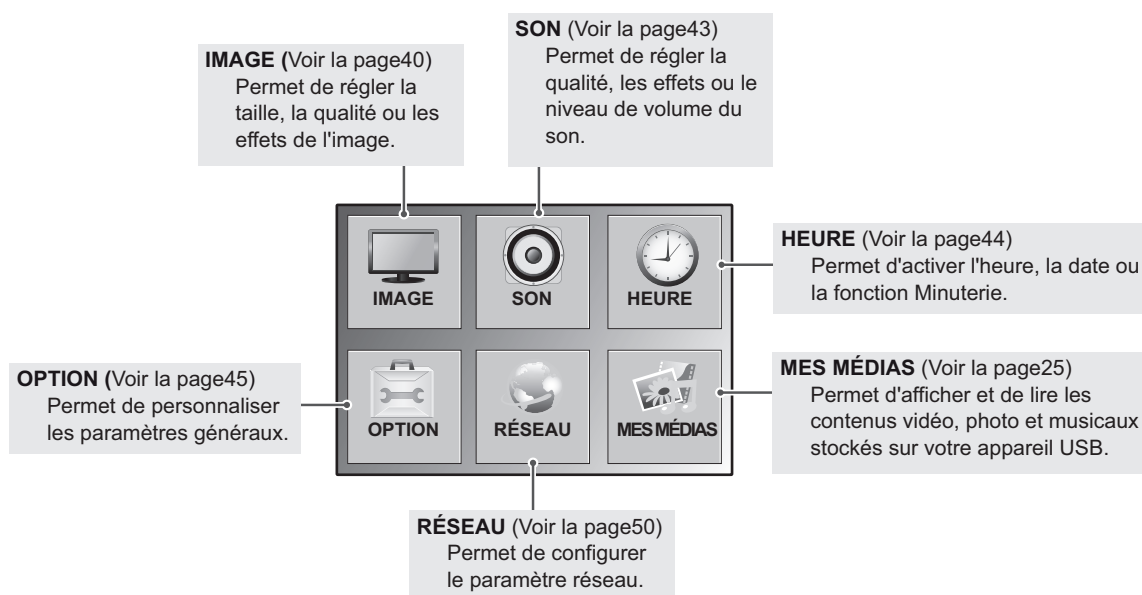 SON (Voir la page43)
Permet de régler la
qualité, les effets ou le
niveau de volume du
son.
IMAGE (Voir la page40)
Permet de régler la
taille, la qualité ou les
effets de l'image.
IMAGE
SON
HEURE
HEURE (Voir la page44)
Permet d'activer l'heure, la date ou
la fonction Minuterie.
OPTION (Voir la page45)
Permet de personnaliser
les paramètres généraux.
OPTION
RÉSEAU
MES MÉDIAS
MES MÉDIAS (Voir la page25)
Permet d'afficher et de lire les
contenus vidéo, photo et musicaux
stockés sur votre appareil USB.
RÉSEAU (Voir la page50)
Permet de configurer
le paramètre réseau.